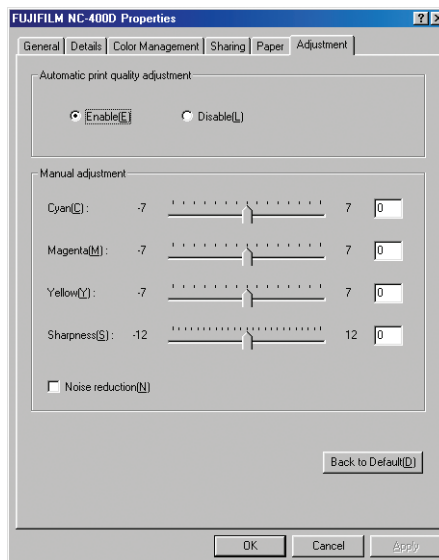 FUJIFILM NC-400D Properties
General Details Color Management Sharing Paper Adjustment
Automatic print quality adjustment
Enable(E) Disable(L)
Manual adjustment
Cyan(C) : -7 7 0
Magenta(M) : -7 7 0
Yellow(Y) : -7 7 0
Sharpness(S) : -12 12 0
Noise reduction(N)
Back to Default(D)
OK Cancel Apply